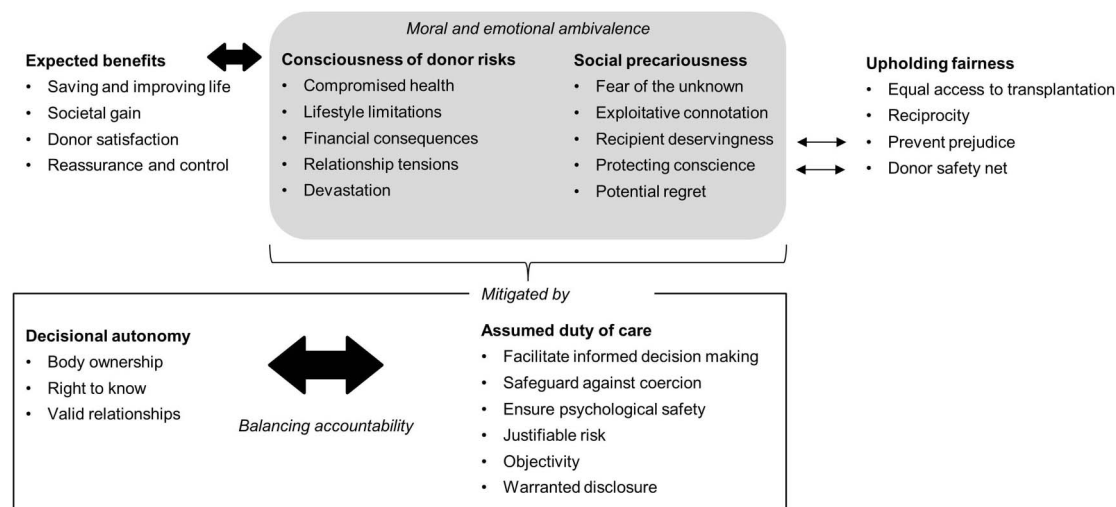 Moral and emotional ambivalence
Expected benefits
• Saving and improving life
• Societal gain
• Donor satisfaction
• Reassurance and control
Consciousness of donor risks
• Compromised health
• Lifestyle limitations
• Financial consequences
• Relationship tensions
• Devastation
Social precariousness
• Fear of the unknown
• Exploitative connotation
• Recipient deservingness
• Protecting conscience
• Potential regret
Upholding fairness
• Equal access to transplantation
• Reciprocity
• Prevent prejudice
• Donor safety net
Mitigated by
Decisional autonomy
• Body ownership
• Right to know
• Valid relationships
Balancing accountability
Assumed duty of care
• Facilitate informed decision making
• Safeguard against coercion
• Ensure psychological safety
• Justifiable risk
• Objectivity
• Warranted disclosure